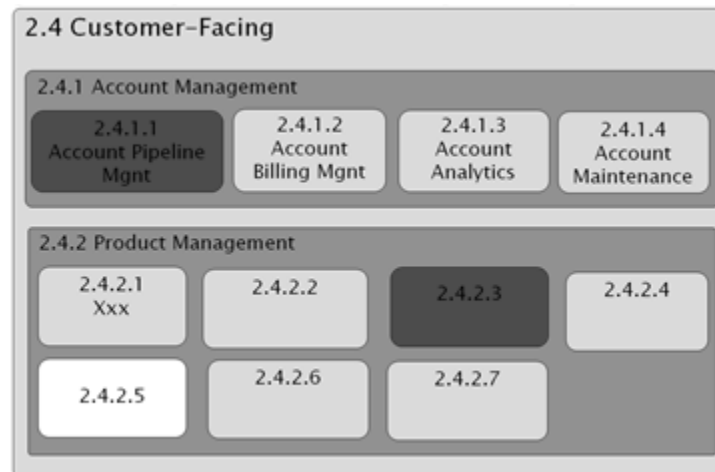 2.4 Customer-Facing
2.4.1 Account Management
2.4.1.1
Account Pipeline
Mgnt
2.4.1.2
Account
Billing Mgnt
2.4.1.3
Account
Analytics
2.4.1.4
Account
Maintenance
2.4.2 Product Management
2.4.2.1
Xxx
2.4.2.2
2.4.2.3
2.4.2.4
2.4.2.5
2.4.2.6
2.4.2.7